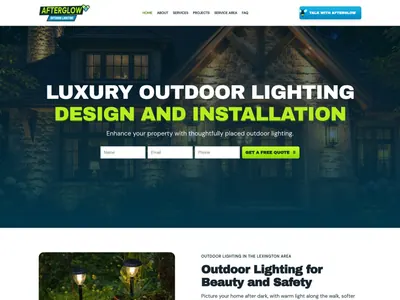 AFTERGLOW
OUTDOOR LIGHTING
HOME ABOUT SERVICES PROJECTS SERVICE AREA FAQ
TALK WITH AFTERGLOW
LUXURY OUTDOOR LIGHTING
DESIGN AND INSTALLATION
Enhance your property with thoughtfully placed outdoor lighting.
Name Email Phone GET A FREE QUOTE
OUTDOOR LIGHTING IN THE LEXINGTON AREA
Outdoor Lighting for
Beauty and Safety
Picture your home after dark, with warm light along the walk, softer